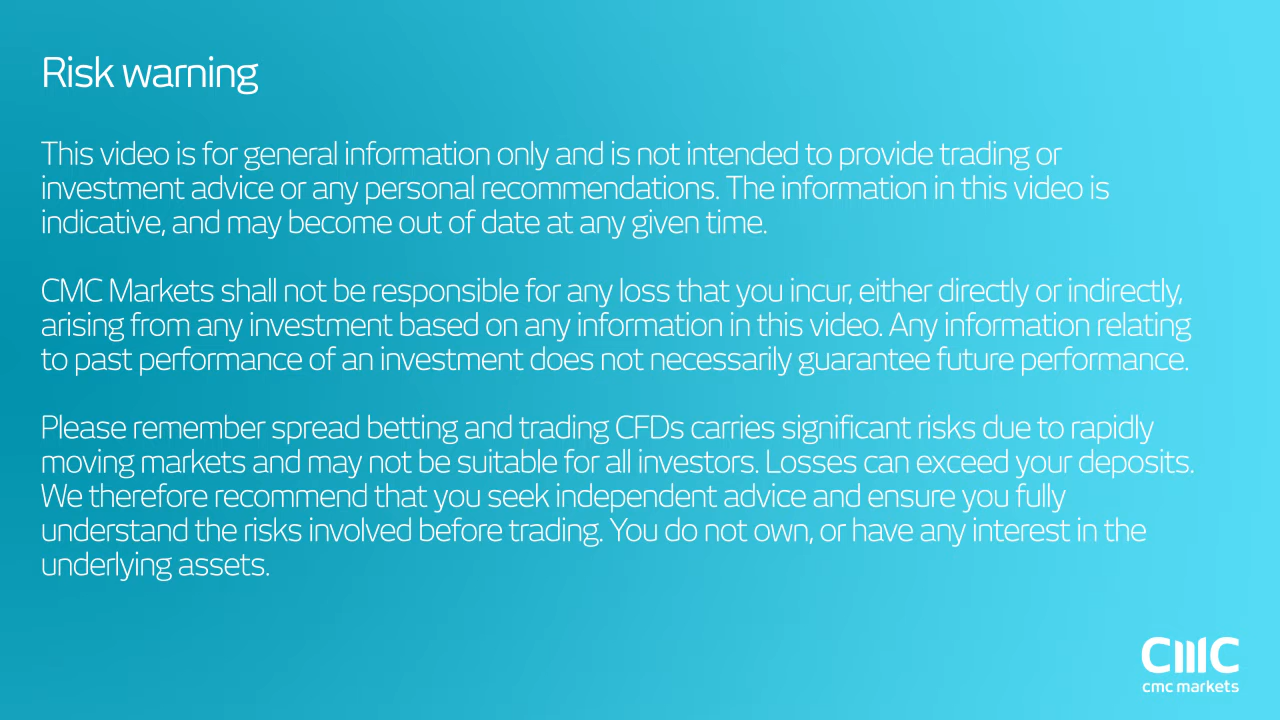 Risk warning
This video is for general information only and is not intended to provide trading or
investment advice or any personal recommendations. The information in this video is
indicative, and may become out of date at any given time.
CMC Markets shall not be responsible for any loss that you incur, either directly or indirectly,
arising from any investment based on any information in this video. Any information relating
to past performance of an investment does not necessarily guarantee future performance.
Please remember spread betting and trading CFDs carries significant risks due to rapidly
moving markets and may not be suitable for all investors. Losses can exceed your deposits.
We therefore recommend that you seek independent advice and ensure you fully
understand the risks involved before trading. You do not own, or have any interest in the
underlying assets.
CMC
cmc markets